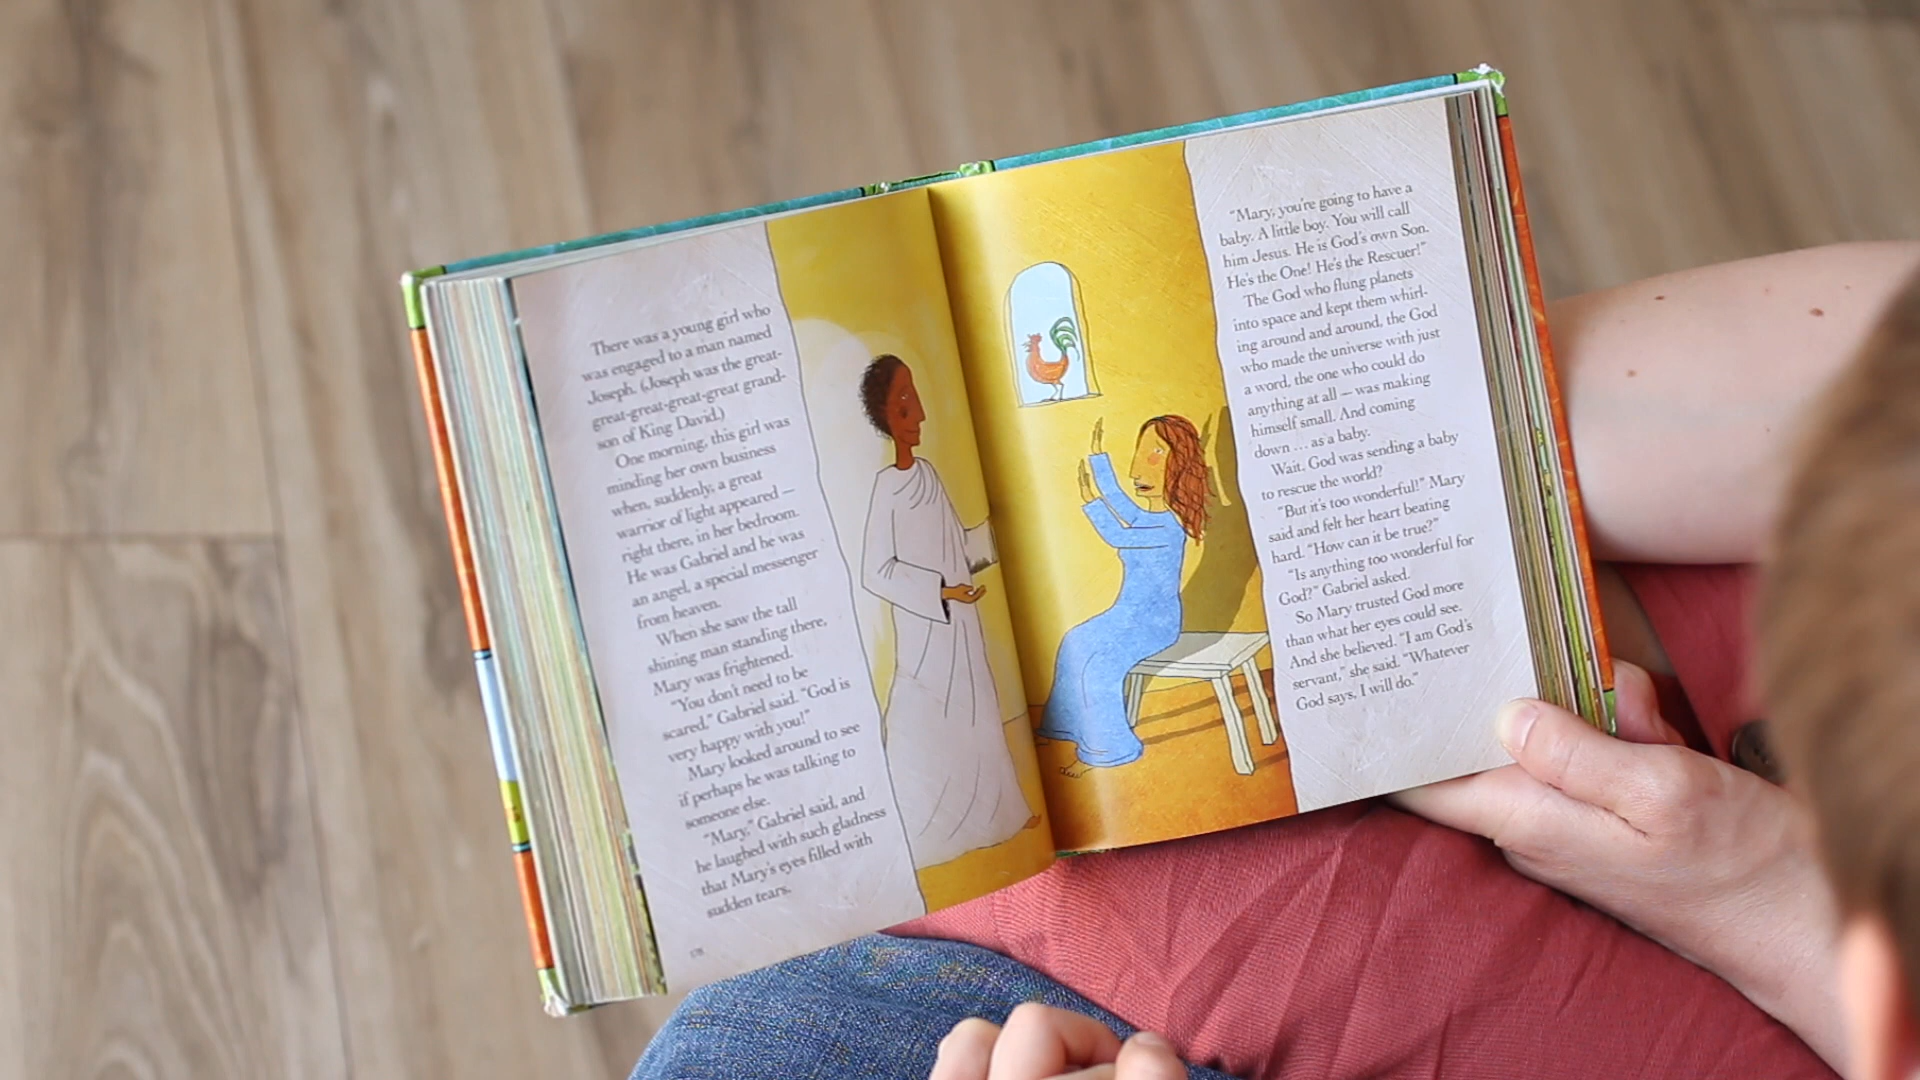 There was a young girl who
was engaged to a man named
Joseph. (Joseph was the great-
great-great-great-great grand-
son of King David.)
One morning, this girl was
minding her own business
when, suddenly, a great
warrior of light appeared —
right there, in her bedroom.
He was Gabriel and he was
an angel, a special messenger
from heaven.
When she saw the tall
shining man standing there,
Mary was frightened.
"You don't need to be
scared," Gabriel said. "God is
very happy with you!"
Mary looked around to see
if perhaps he was talking to
someone else.
"Mary," Gabriel said, and
he laughed with such gladness
that Mary's eyes filled with
sudden tears.
178
"Mary, you're going to have a
baby. A little boy. You will call
him Jesus. He is God's own Son.
He's the One! He's the Rescuer!"
The God who flung planets
into space and kept them whirl-
ing around and around, the God
who made the universe with just
a word, the one who could do
anything at all — was making
himself small. And coming
down . . . as a baby.
Wait. God was sending a baby
to rescue the world?
"But it's too wonderful!" Mary
said and felt her heart beating
hard. "How can it be true?"
"Is anything too wonderful for
God?" Gabriel asked.
So Mary trusted God more
than what her eyes could see.
And she believed. "I am God's
servant," she said. "Whatever
God says, I will do."